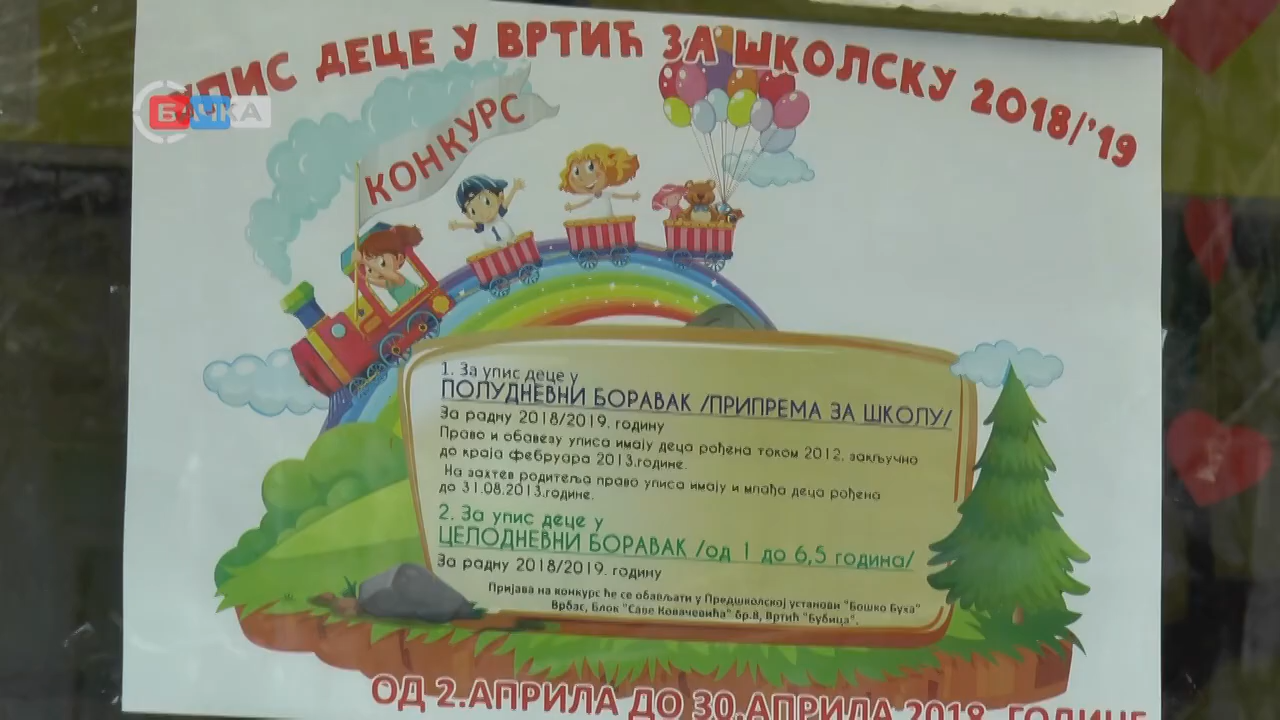 УПИС ДЕЦЕ У ВРТИЋ ЗА ШКОЛСКУ 2018/'19
БАЧКА
КОНКУРС
1. За упис деце у
ПОЛУДНЕВНИ БОРАВАК /ПРИПРЕМА ЗА ШКОЛУ/
За радну 2018/2019. годину
Право и обавезу уписа имају деца рођена током 2012. закључно
до краја фебруара 2013.године.
На захтев родитеља право уписа имају и млађа деца рођена
до 31.08.2013.године.
2. За упис деце у
ЦЕЛОДНЕВНИ БОРАВАК /од 1 до 6,5 година/
За радну 2018/2019. годину
Пријава на конкурс ће се обављати у Предшколској установи "Бошко Буха"
Врбас, Блок "Саве Ковачевића" бр.8, Вртић "Бубица".
ОД 2.АПРИЛА ДО 30.АПРИЛА 2018. ГОДИНЕ